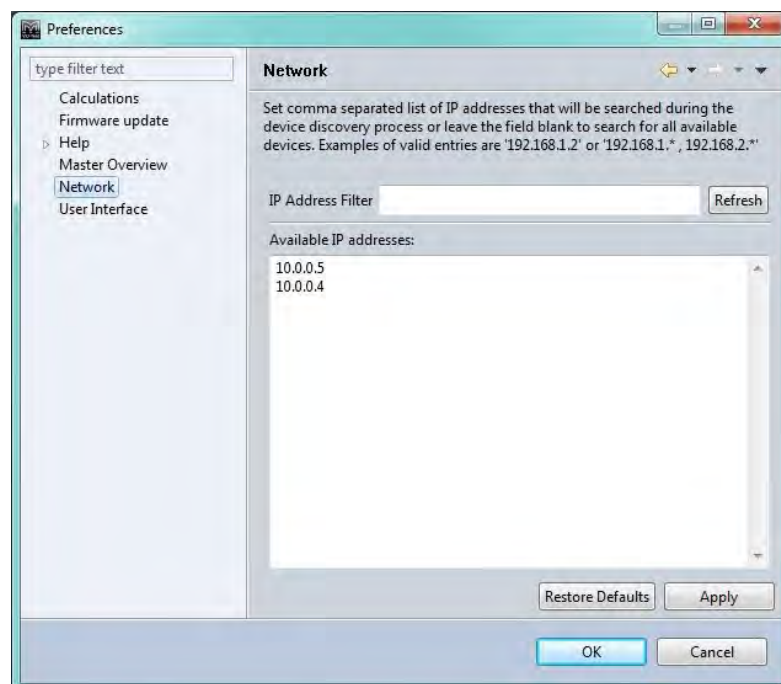 Preferences
type filter text
Calculations
Firmware update
Help
Master Overview
Network
User Interface
Network
Set comma separated list of IP addresses that will be searched during the
device discovery process or leave the field blank to search for all available
devices. Examples of valid entries are '192.168.1.2' or '192.168.1.* , 192.168.2.*'
IP Address Filter
Refresh
Available IP addresses:
10.0.0.5
10.0.0.4
Restore Defaults
Apply
OK
Cancel